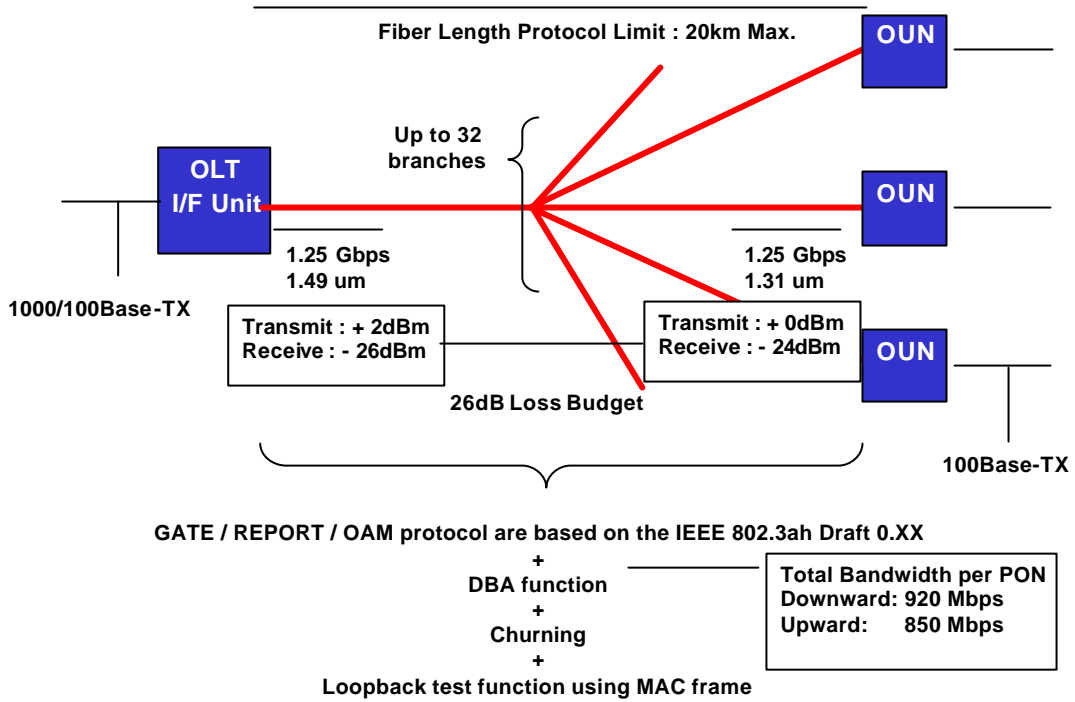 Fiber Length Protocol Limit : 20km Max.
OUN
Up to 32
branches
OLT
I/F Unit
OUN
1.25 Gbps
1.49 um
1.25 Gbps
1.31 um
1000/100Base-TX
Transmit : + 2dBm
Receive : - 26dBm
Transmit : + 0dBm
Receive : - 24dBm
OUN
26dB Loss Budget
100Base-TX
GATE / REPORT / OAM protocol are based on the IEEE 802.3ah Draft 0.XX
+
DBA function
+
Churning
+
Loopback test function using MAC frame
Total Bandwidth per PON
Downward: 920 Mbps
Upward: 850 Mbps